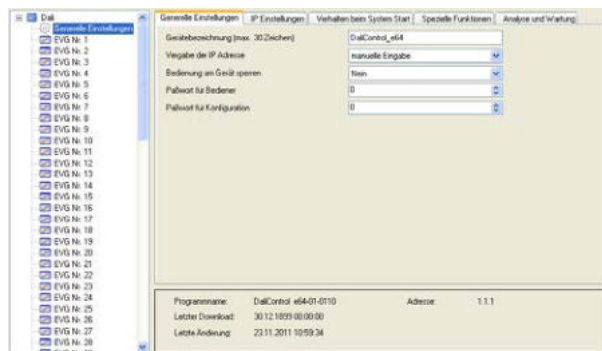 Dali
Generelle Einstellungen
EVG Nr. 1
EVG Nr. 2
EVG Nr. 3
EVG Nr. 4
EVG Nr. 5
EVG Nr. 6
EVG Nr. 7
EVG Nr. 8
EVG Nr. 9
EVG Nr. 10
EVG Nr. 11
EVG Nr. 12
EVG Nr. 13
EVG Nr. 14
EVG Nr. 15
EVG Nr. 16
EVG Nr. 17
EVG Nr. 18
EVG Nr. 19
EVG Nr. 20
EVG Nr. 21
EVG Nr. 22
EVG Nr. 23
EVG Nr. 24
EVG Nr. 25
EVG Nr. 26
EVG Nr. 27
EVG Nr. 28
Generelle Einstellungen IP Einstellungen Verhalten beim System Start Spezielle Funktionen Analyse und Wartung
Gerätebezeichnung (max. 30 Zeichen) DaliControl_e64
Vergabe der IP Adresse manuelle Eingabe
Bedienung am Gerät sperren Nein
Paßwort für Bediener 0
Paßwort für Konfiguration 0
Programmname: DaliControl e64-01-0110 Adresse: 1.1.1
Letzter Download: 30.12.1899 00:00:00
Letzte Änderung: 23.11.2011 10:59:34